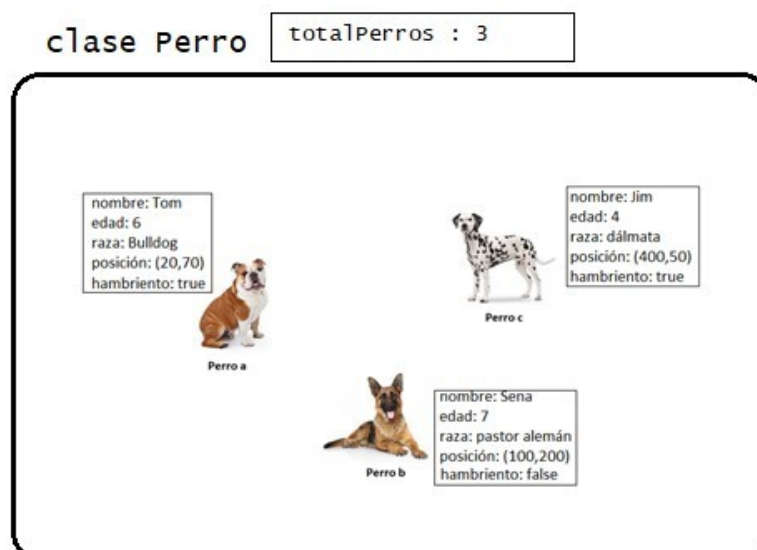 clase Perro
totalPerros : 3
nombre: Tom
edad: 6
raza: Bulldog
posición: (20,70)
hambriento: true
Perro a
nombre: Jim
edad: 4
raza: dálmata
posición: (400,50)
hambriento: true
Perro c
nombre: Sena
edad: 7
raza: pastor alemán
posición: (100,200)
hambriento: false
Perro b